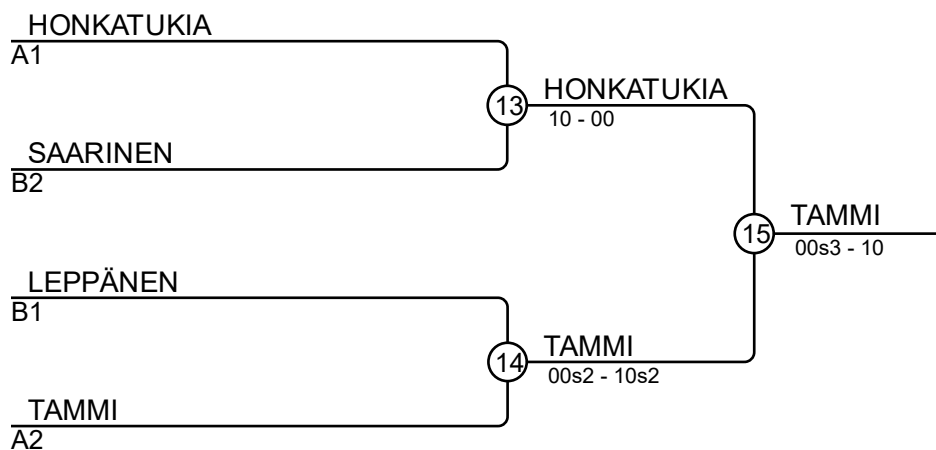 HONKATUKIA
A1
13
HONKATUKIA
10 - 00
SAARINEN
B2
15
TAMMI
00s3 - 10
LEPPÄNEN
B1
14
TAMMI
00s2 - 10s2
TAMMI
A2